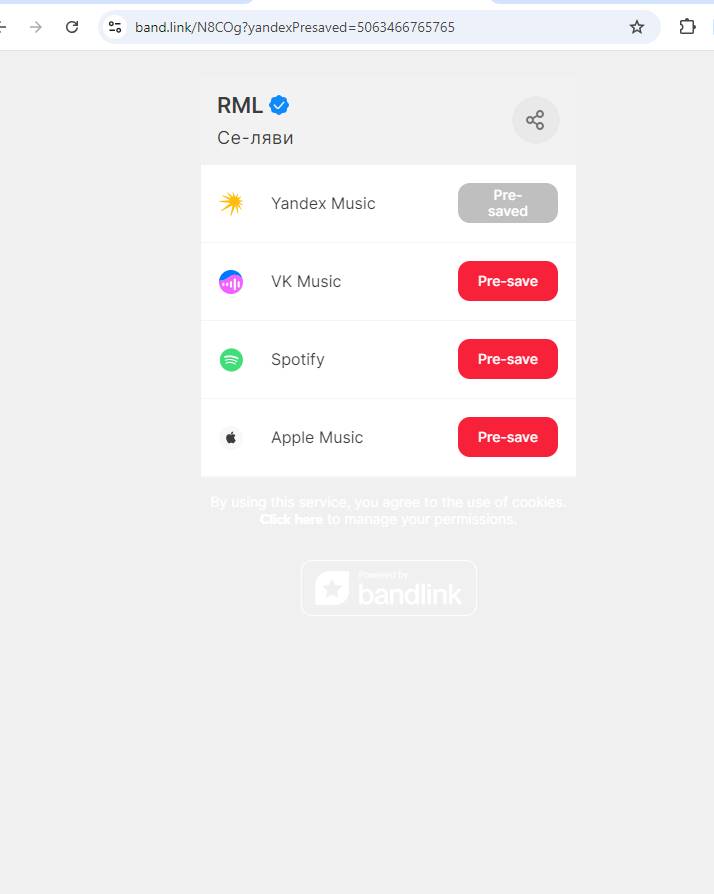 band.link/N8COg?yandexPresaved=5063466765765
RML
Се-ляви
Yandex Music
Pre-
saved
VK Music
Pre-save
Spotify
Pre-save
Apple Music
Pre-save
By using this service, you agree to the use of cookies.
Click here to manage your permissions.
Powered by
bandlink